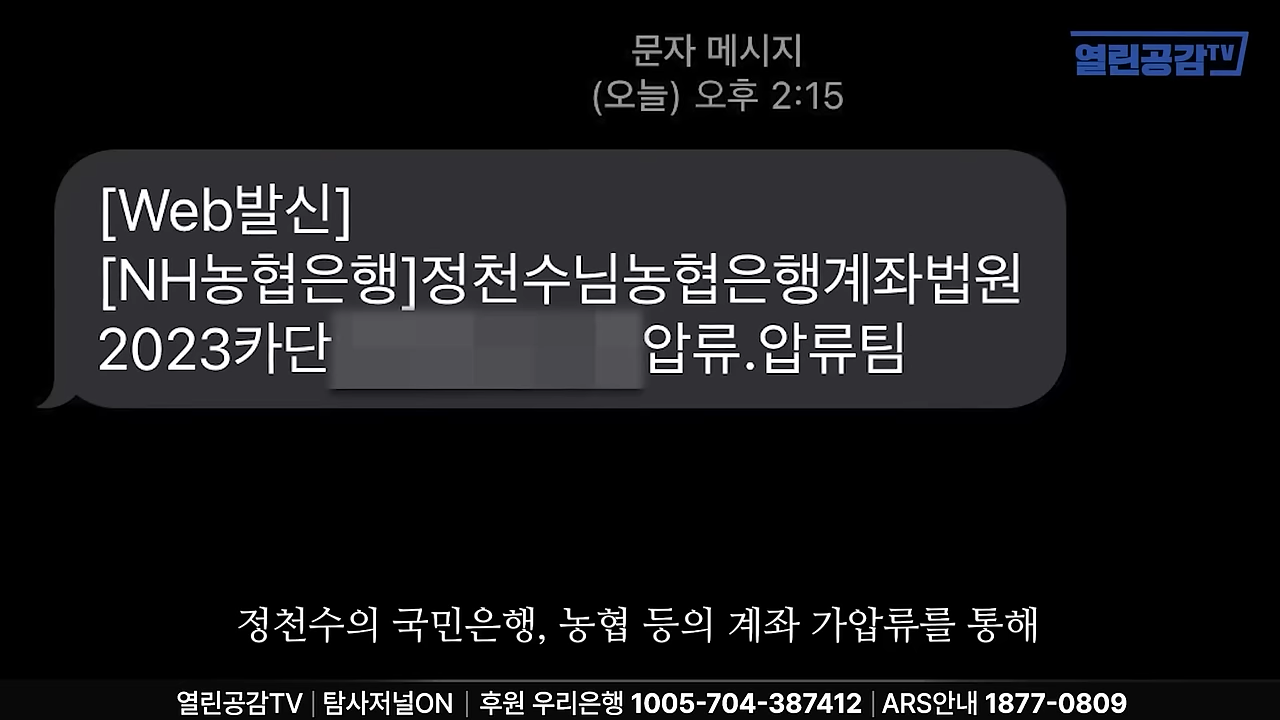 문자 메시지
열린공감TV
(오늘) 오후 2:15
[Web발신]
[NH농협은행]정천수님농협은행계좌법원
2023카단 압류.압류팀
정천수의 국민은행, 농협 등의 계좌 가압류를 통해
열린공감TV | 탐사저널ON | 후원 우리은행 1005-704-387412 | ARS안내 1877-0809